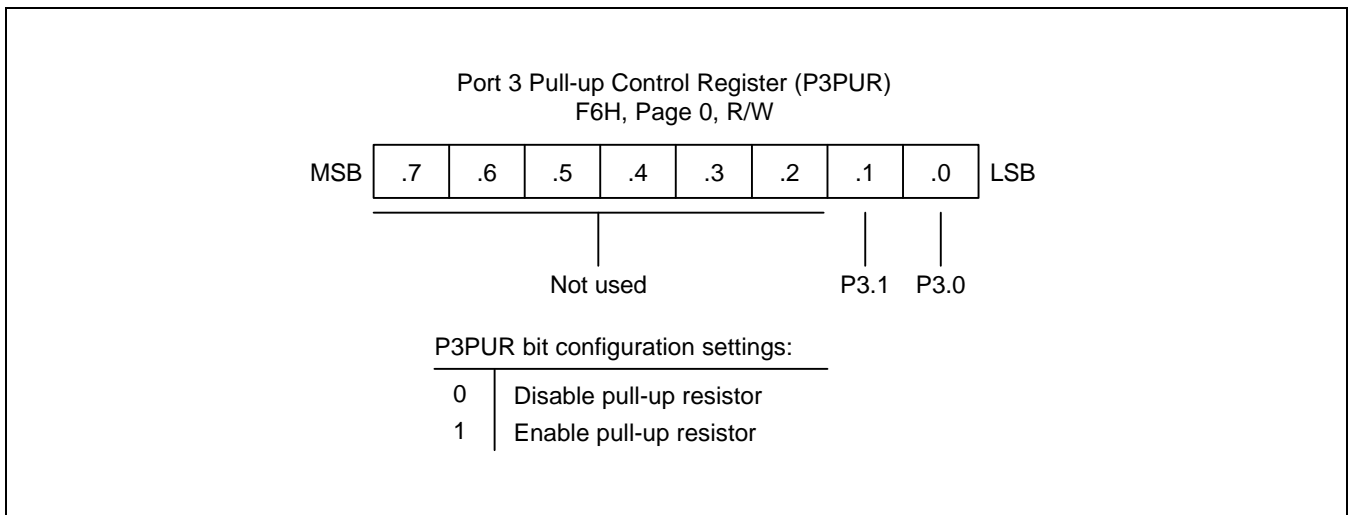 Port 3 Pull-up Control Register (P3PUR)
F6H, Page 0, R/W
MSB .7 .6 .5 .4 .3 .2 .1 .0 LSB
Not used P3.1 P3.0
P3PUR bit configuration settings:
0 Disable pull-up resistor
1 Enable pull-up resistor